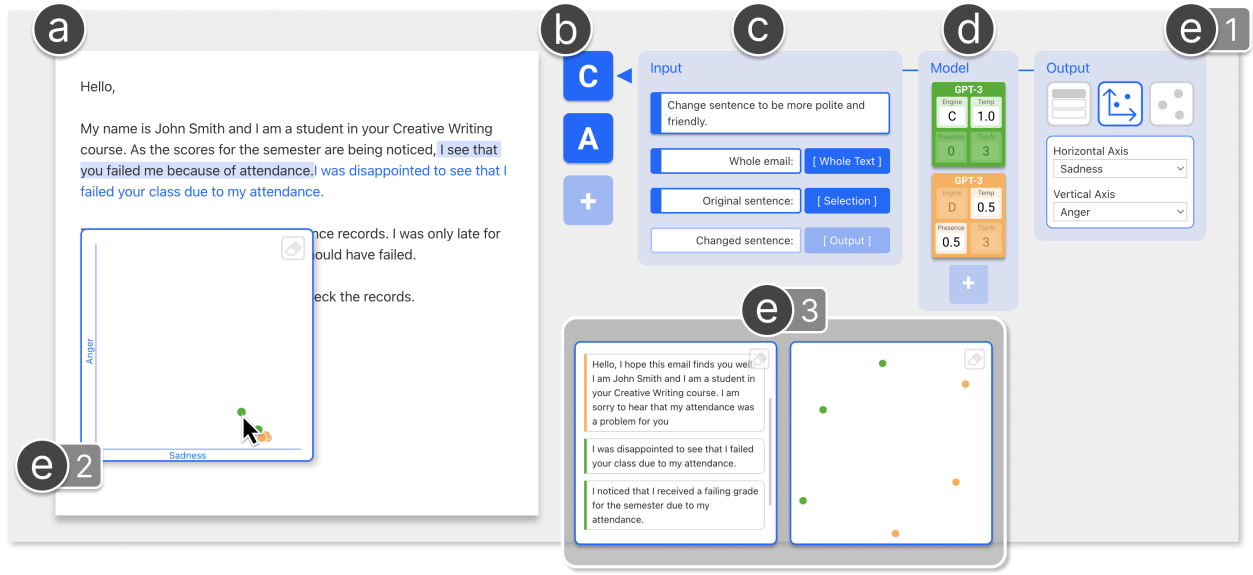 a
b
c
d
e 1
Hello,
My name is John Smith and I am a student in your Creative Writing
course. As the scores for the semester are being noticed, I see that
you failed me because of attendance.I was disappointed to see that I
failed your class due to my attendance.
nce records. I was only late for
ould have failed.
eck the records.
Anger
Sadness
e 2
C
A
+
Input
Change sentence to be more polite and
friendly.
Whole email: [ Whole Text ]
Original sentence: [ Selection ]
Changed sentence: [ Output ]
Model
GPT-3
Engine Temp
C 1.0
Presence Top-N
0 3
GPT-3
Engine Temp
D 0.5
Presence Top-N
0.5 3
+
Output
Horizontal Axis
Sadness
Vertical Axis
Anger
e 3
Hello, I hope this email finds you well.
I am John Smith and I am a student in
your Creative Writing course. I am
sorry to hear that my attendance was
a problem for you
I was disappointed to see that I failed
your class due to my attendance.
I noticed that I received a failing grade
for the semester due to my
attendance.